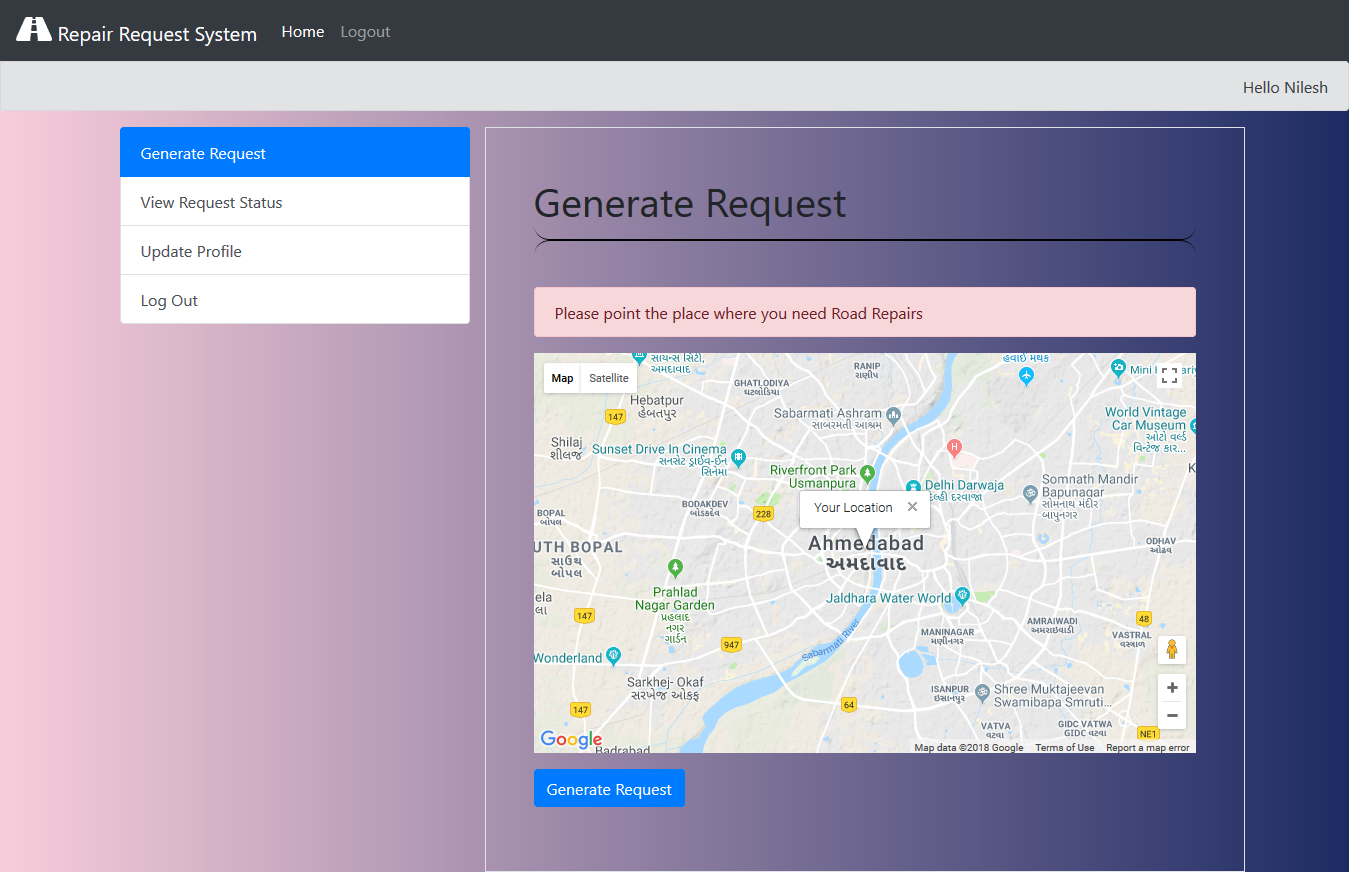 Repair Request System
Home
Logout
Hello Nilesh
Generate Request
View Request Status
Update Profile
Log Out
Generate Request
Please point the place where you need Road Repairs
Map
Satellite
સાયન્સ સિટી,
અમદાવાદ
GHATLODIYA
ઘટલોડિયા
RANIP
રાણીપ
હવાઈ મથક
Hebatpur
હેબતપુર
147
Sabarmati Ashram
સાબરમતી આશ્રમ
World Vintage
Car Museum
ઓટો વર્લ્ડ
વિન્ટેજ કાર...
Shilaj
શીલજ
Sunset Drive In Cinema
સનસેટ ડ્રાઈવ-ઈન
સિનેમા
H
Riverfront Park
Usmanpura
Delhi Darwaja
દિલ્હી દરવાજા
Somnath Mandir
Bapunagar
સોમનાથ મંદીર
બાપુનગર
BODAKDEV
બોડકદેવ
228
BOPAL
બોપલ
Your Location
Ahmedabad
અમદાવાદ
UTH BOPAL
સાઉથ
બોપલ
ODHAV
ઓઢવ
Prahlad
Nagar Garden
પ્રહલાદ
નગર
ગાર્ડન
Jaldhara Water World
ela
લા
147
48
AMRAIWADI
અમરાઈવાડી
MANINAGAR
મણીનગર
VASTRAL
વસ્ત્રાલ
947
Sabarmati River
Wonderland
Sarkhej- Okaf
સરખેજ ઓકફ
ISANPUR
ઇસાનપુર
Shree Muktajeevan
Swamibapa Smruti...
147
64
VATVA
વટવા
GIDC VATWA
GIDC વટવા
NE1
Google
Badrabad
Map data ©2018 Google
Terms of Use
Report a map error
Generate Request